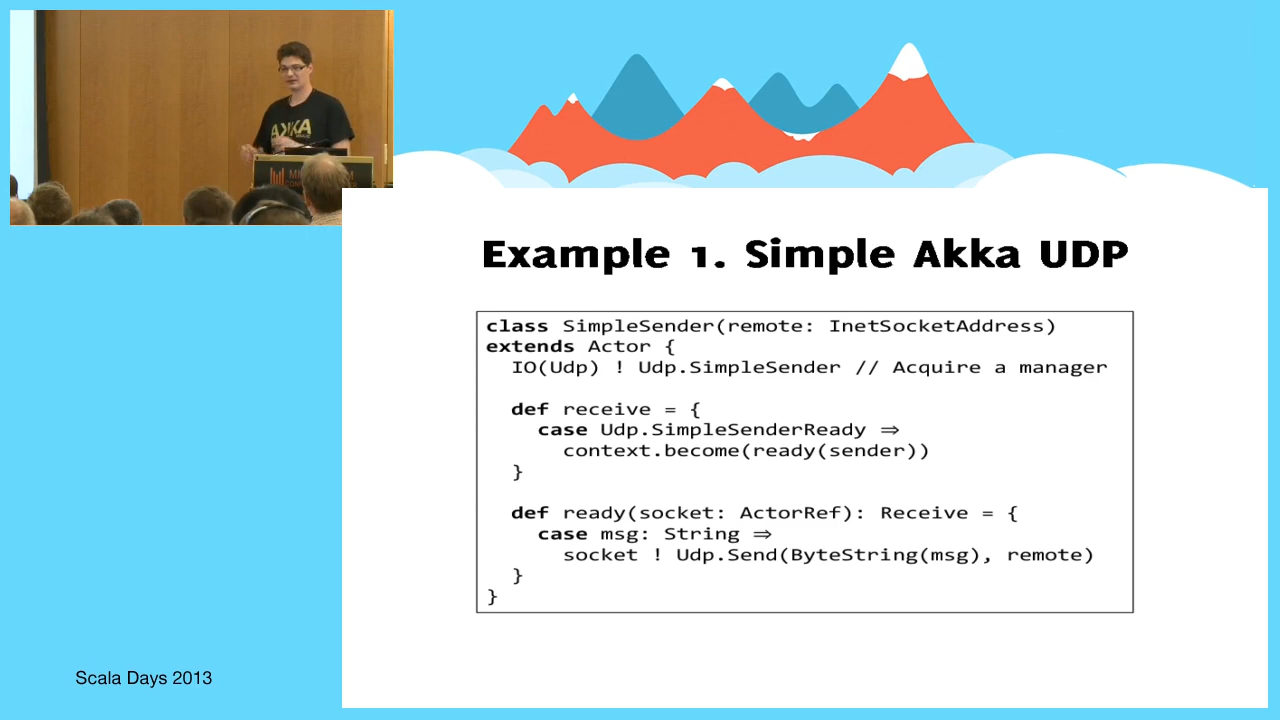 AKKA
Example 1. Simple Akka UDP
class SimpleSender(remote: InetSocketAddress)
extends Actor {
  IO(Udp) ! Udp.SimpleSender // Acquire a manager
  def receive = {
    case Udp.SimpleSenderReady ⇒
      context.become(ready(sender))
  }
  def ready(socket: ActorRef): Receive = {
    case msg: String ⇒
      socket ! Udp.Send(ByteString(msg), remote)
  }
}
Scala Days 2013